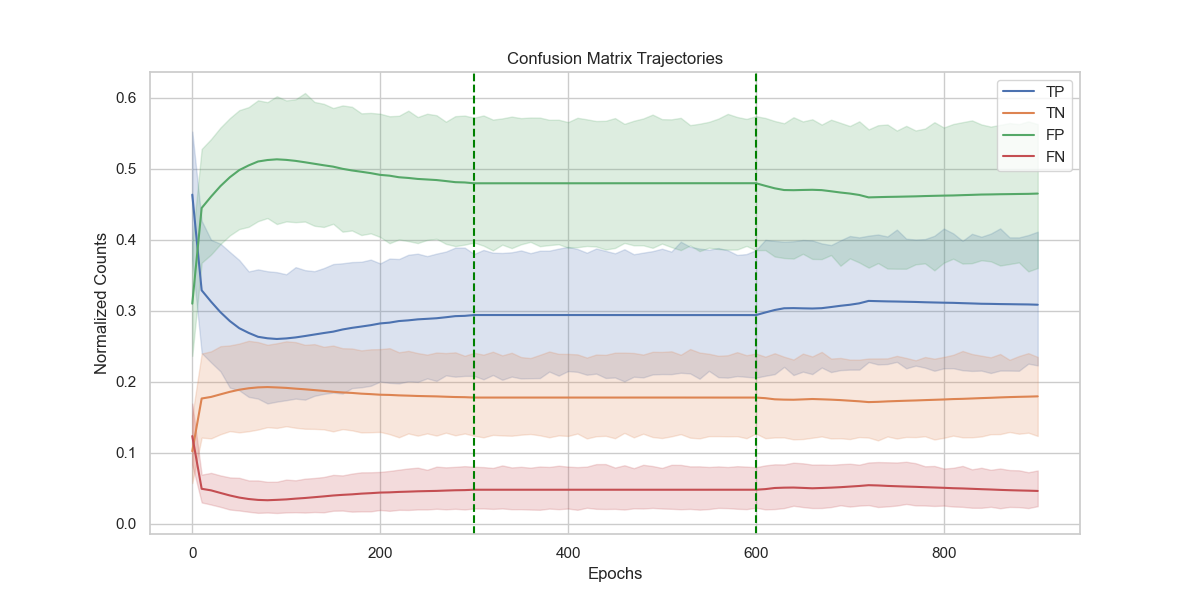 Confusion Matrix Trajectories
TP
TN
FP
FN
Normalized Counts
0.6
0.5
0.4
0.3
0.2
0.1
0.0
0
200
400
600
800
Epochs